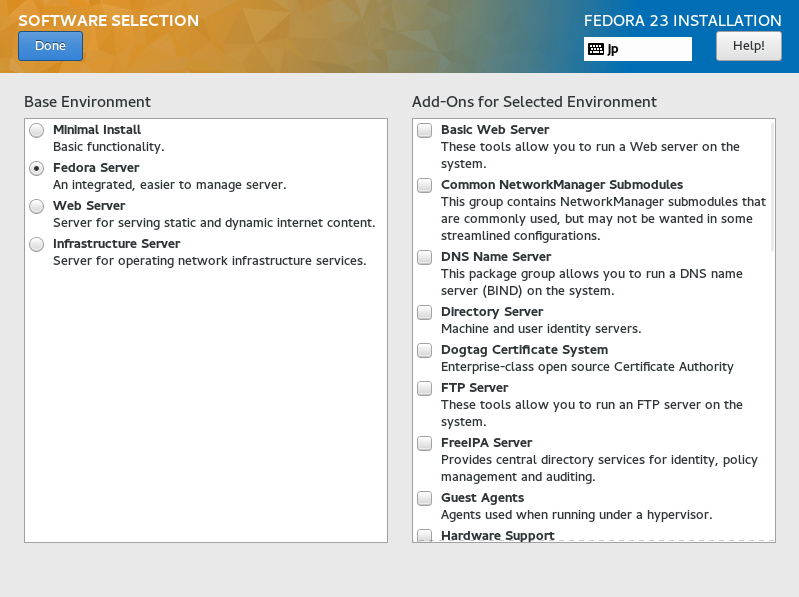 SOFTWARE SELECTION
FEDORA 23 INSTALLATION
Done
jp
Help!
Base Environment
Minimal Install
Basic functionality.
Fedora Server
An integrated, easier to manage server.
Web Server
Server for serving static and dynamic internet content.
Infrastructure Server
Server for operating network infrastructure services.
Add-Ons for Selected Environment
Basic Web Server
These tools allow you to run a Web server on the
system.
Common NetworkManager Submodules
This group contains NetworkManager submodules that
are commonly used, but may not be wanted in some
streamlined configurations.
DNS Name Server
This package group allows you to run a DNS name
server (BIND) on the system.
Directory Server
Machine and user identity servers.
Dogtag Certificate System
Enterprise-class open source Certificate Authority
FTP Server
These tools allow you to run an FTP server on the
system.
FreeIPA Server
Provides central directory services for identity, policy
management and auditing.
Guest Agents
Agents used when running under a hypervisor.
Hardware Support